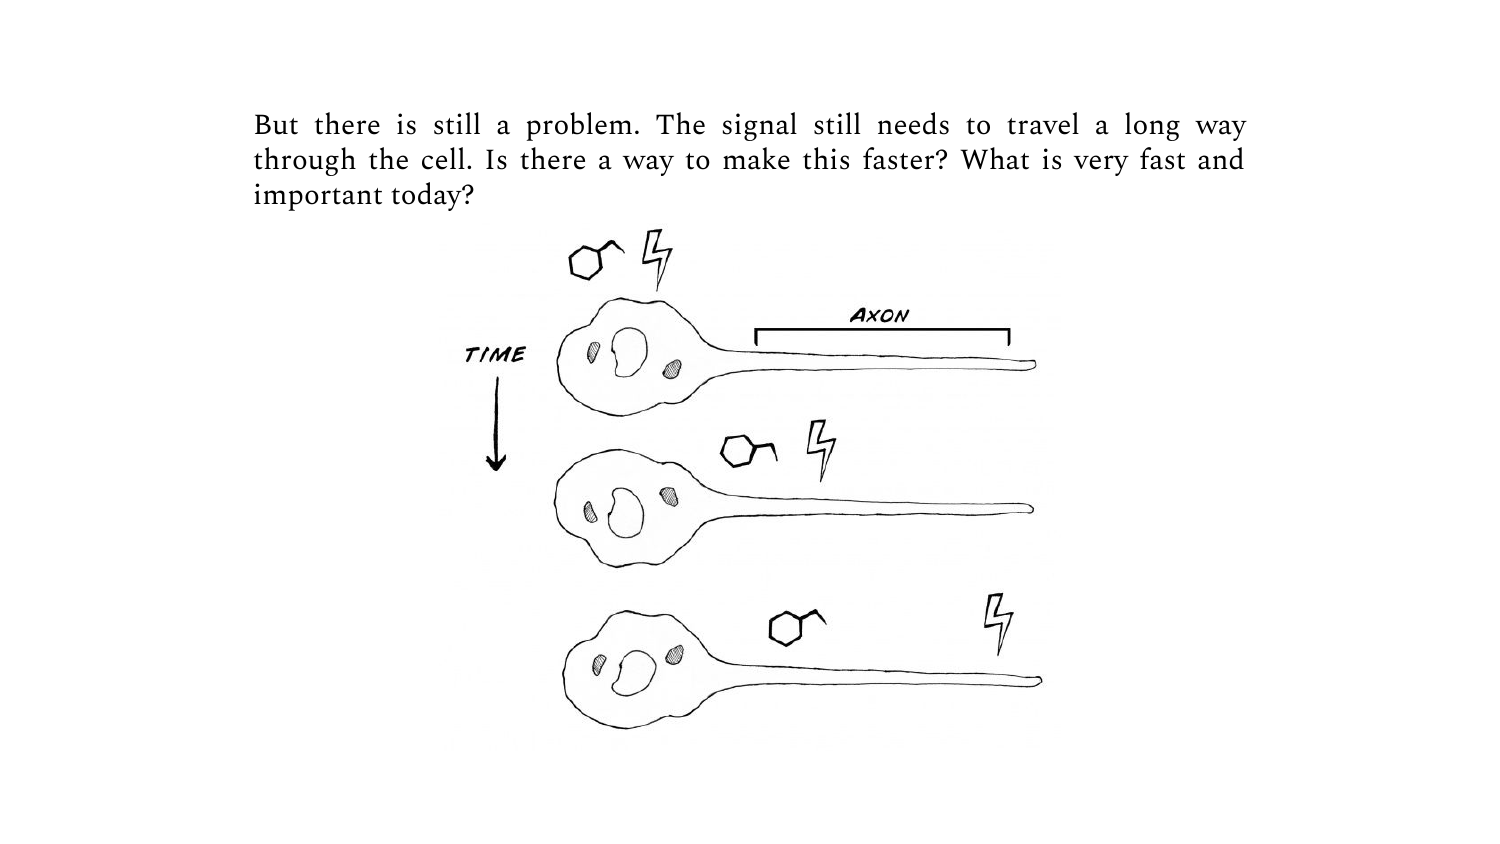 But there is still a problem. The signal still needs to travel a long way
through the cell. Is there a way to make this faster? What is very fast and
important today?
AXON
TIME